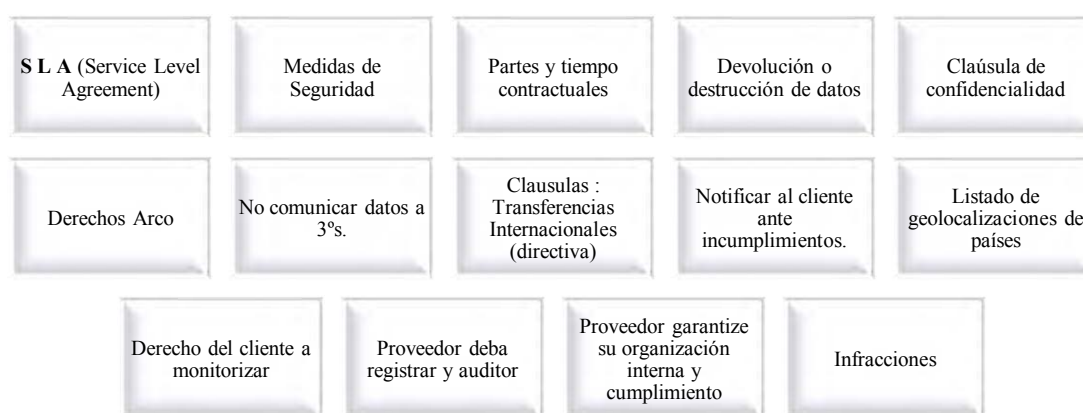 S L A (Service Level
Agreement)
Medidas de
Seguridad
Partes y tiempo
contractuales
Devolución o
destrucción de datos
Claúsula de
confidencialidad
Derechos Arco
No comunicar datos a
3ºs.
Clausulas :
Transferencias
Internacionales
(directiva)
Notificar al cliente
ante
incumplimientos.
Listado de
geolocalizaciones de
países
Derecho del cliente a
monitorizar
Proveedor deba
registrar y auditor
Proveedor garantize
su organización
interna y
cumplimiento
Infracciones